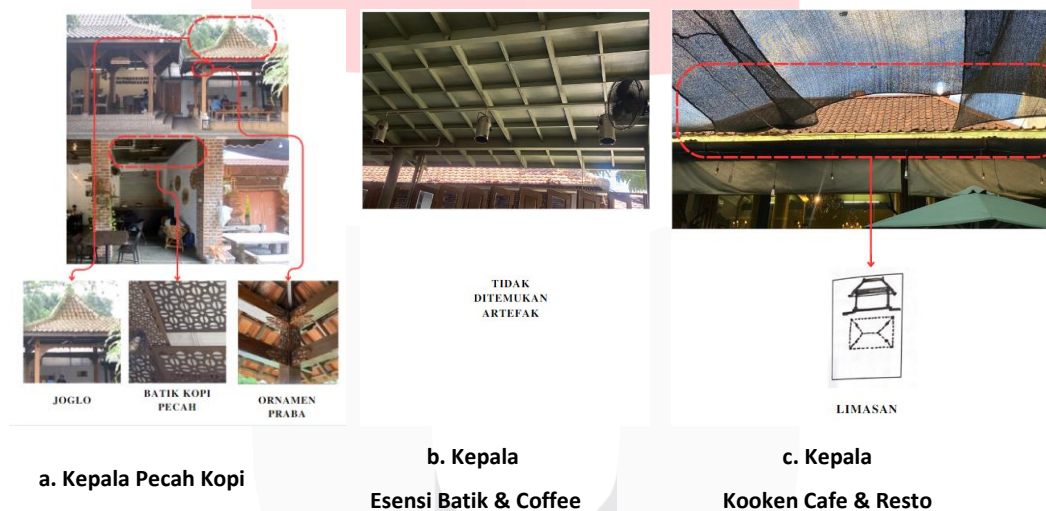 JOGLO
BATIK KOPI
PECAH
ORNAMEN
PRABA
TIDAK
DITEMUKAN
ARTEFAK
LIMASAN
a. Kepala Pecah Kopi
b. Kepala
Esensi Batik & Coffee
c. Kepala
Kooken Cafe & Resto